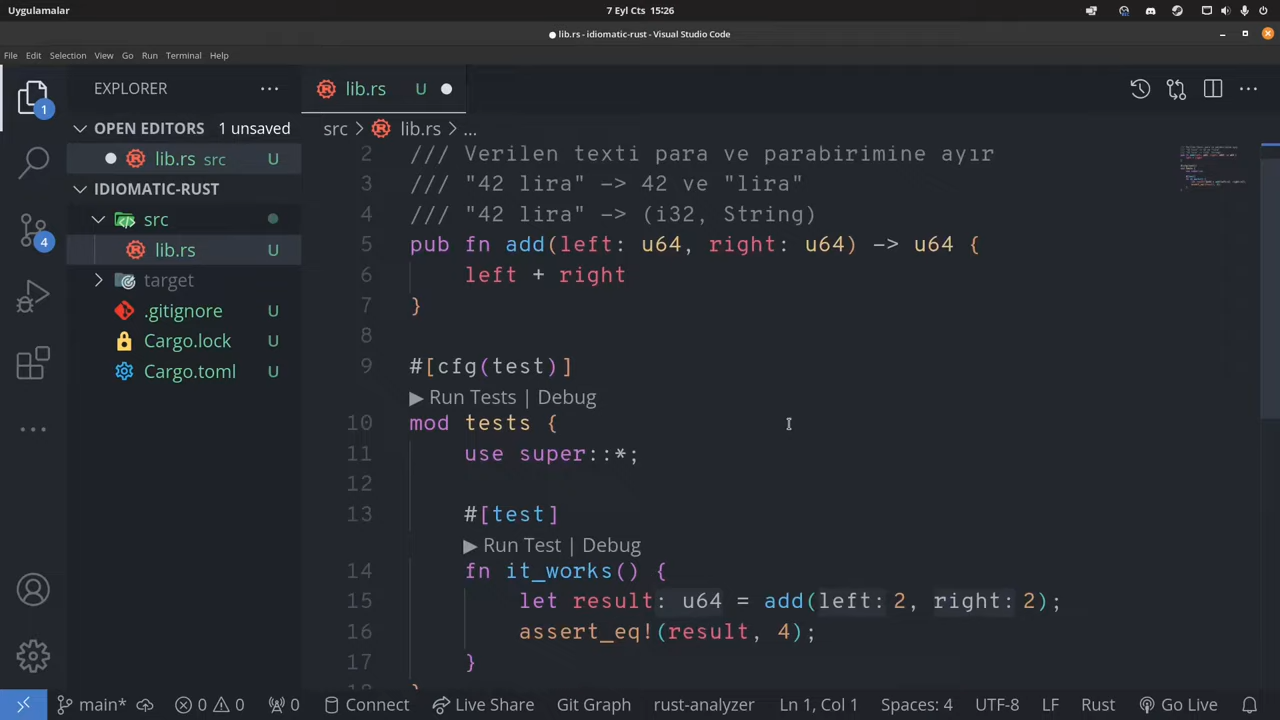 Uygulamalar
7 Eyl Cts 15:26
● lib.rs - idiomatic-rust - Visual Studio Code
File Edit Selection View Go Run Terminal Help
EXPLORER
OPEN EDITORS 1 unsaved
lib.rs src U
IDIOMATIC-RUST
src
lib.rs U
target
.gitignore U
Cargo.lock U
Cargo.toml U
1
4
lib.rs U
src > lib.rs > ...
2 /// Verilen texti para ve parabirimine ayır
3 /// "42 lira" -> 42 ve "lira"
4 /// "42 lira" -> (i32, String)
5 pub fn add(left: u64, right: u64) -> u64 {
6 left + right
7 }
8
9 #[cfg(test)]
▶ Run Tests | Debug
10 mod tests {
11 use super::*;
12
13 #[test]
▶ Run Test | Debug
14 fn it_works() {
15 let result: u64 = add(left: 2, right: 2);
16 assert_eq!(result, 4);
17 }
18 }
main* 0 0 0 Connect Live Share Git Graph rust-analyzer Ln 1, Col 1 Spaces: 4 UTF-8 LF Rust Go Live